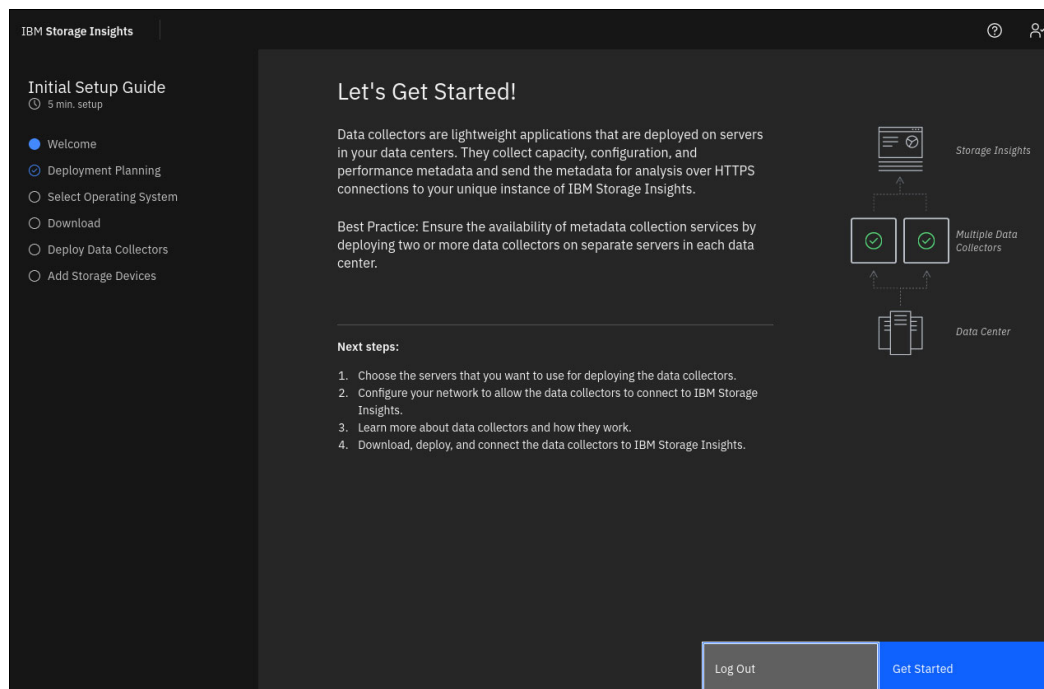 IBM Storage Insights
Initial Setup Guide
5 min. setup
Welcome
Deployment Planning
Select Operating System
Download
Deploy Data Collectors
Add Storage Devices
Let's Get Started!
Data collectors are lightweight applications that are deployed on servers
in your data centers. They collect capacity, configuration, and
performance metadata and send the metadata for analysis over HTTPS
connections to your unique instance of IBM Storage Insights.
Best Practice: Ensure the availability of metadata collection services by
deploying two or more data collectors on separate servers in each data
center.
Next steps:
1. Choose the servers that you want to use for deploying the data collectors.
2. Configure your network to allow the data collectors to connect to IBM Storage
Insights.
3. Learn more about data collectors and how they work.
4. Download, deploy, and connect the data collectors to IBM Storage Insights.
Storage Insights
Multiple Data
Collectors
Data Center
Log Out
Get Started